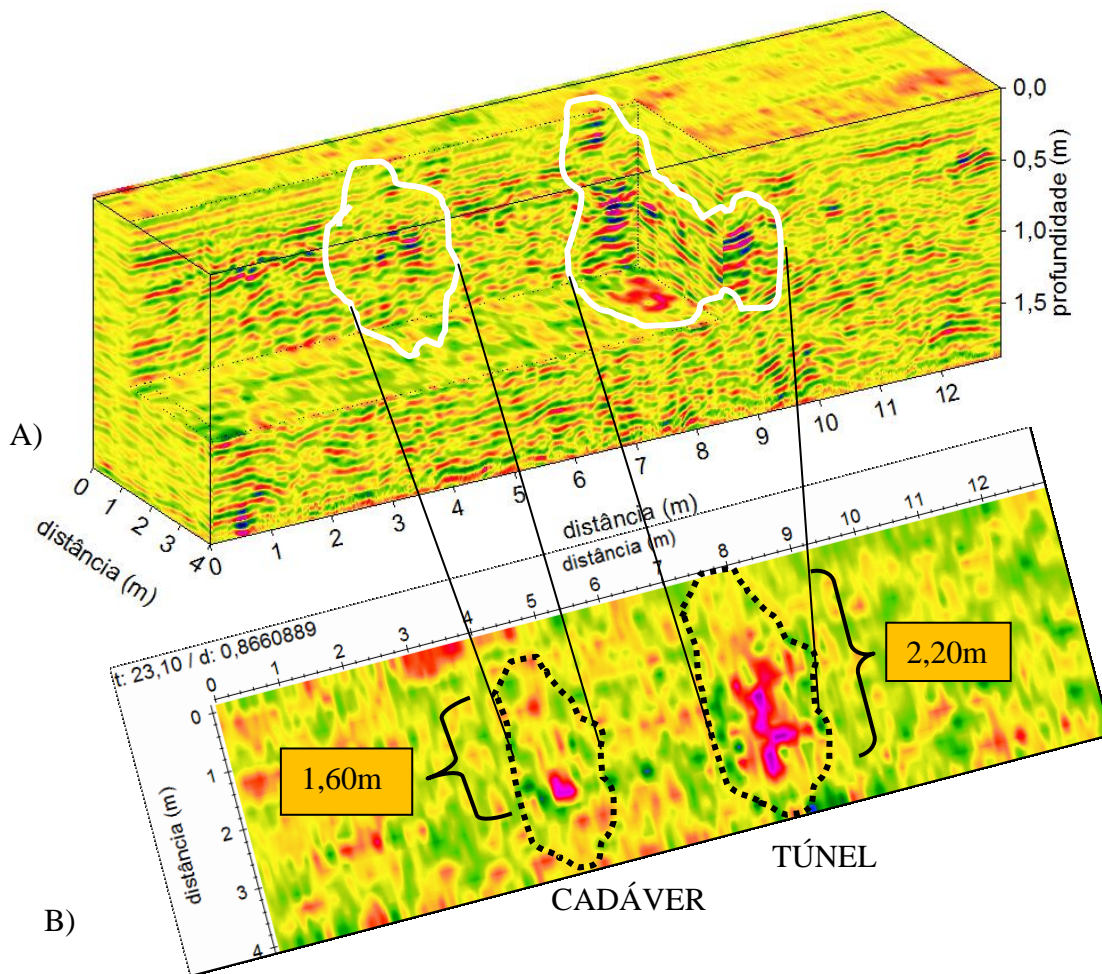 0,0
0,5
1,0
1,5
profundidade (m)
A)
0 1 2 3 4
distância (m)
0 1 2 3 4 5 6 7 8 9 10 11 12
distância (m)
distância (m)
t: 23,10 / d: 0,8660889
0 1 2 3 4 5 6 7 8 9 10 11 12
0 1 2 3 4
distância (m)
1,60m
2,20m
TÚNEL
CADÁVER
B)